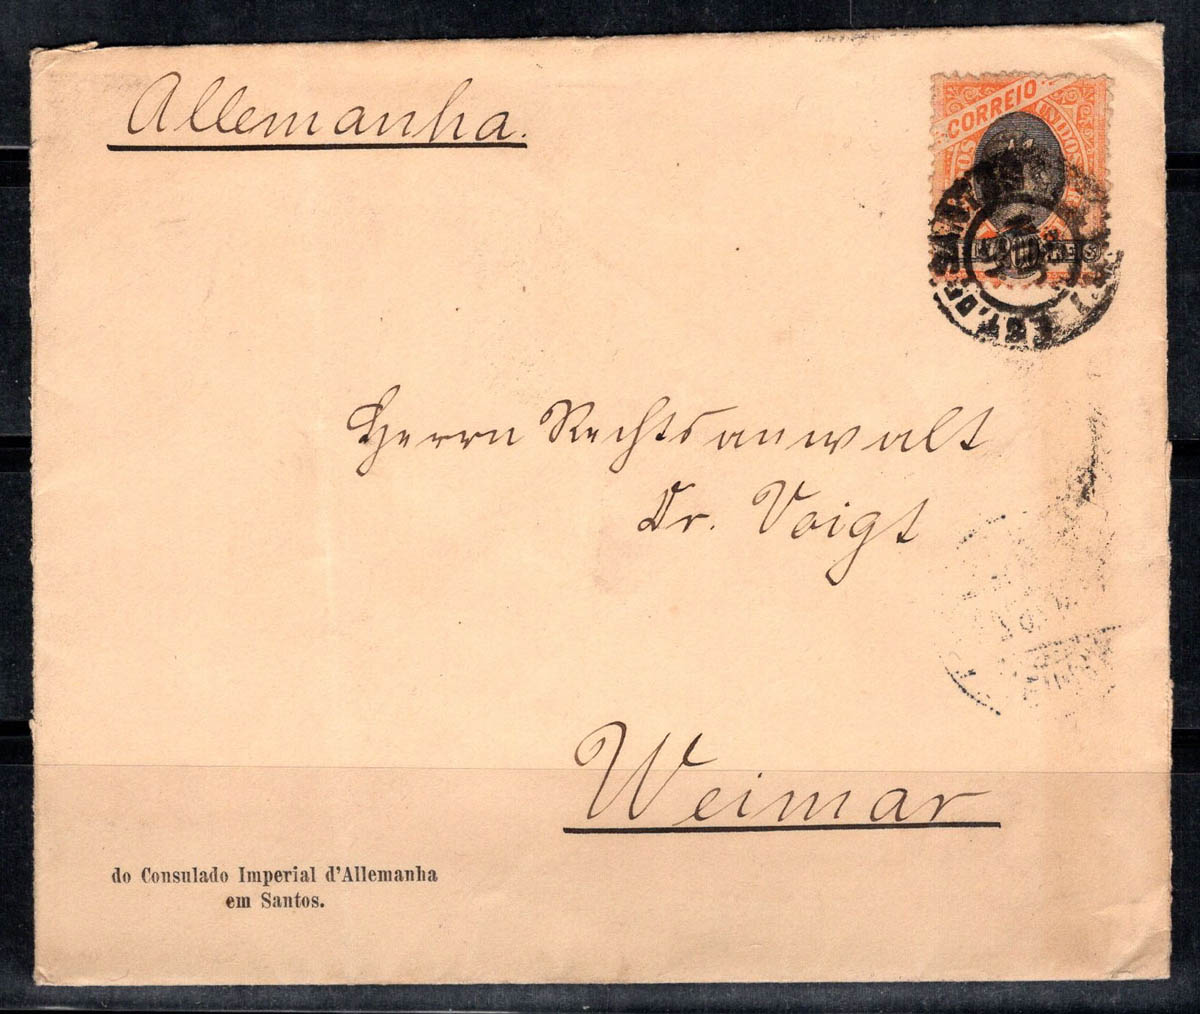 Allemanha.
CORREIO
Herrn Rechtsanwalt
Dr. Voigt
Weimar
do Consulado Imperial d'Allemanha
em Santos.